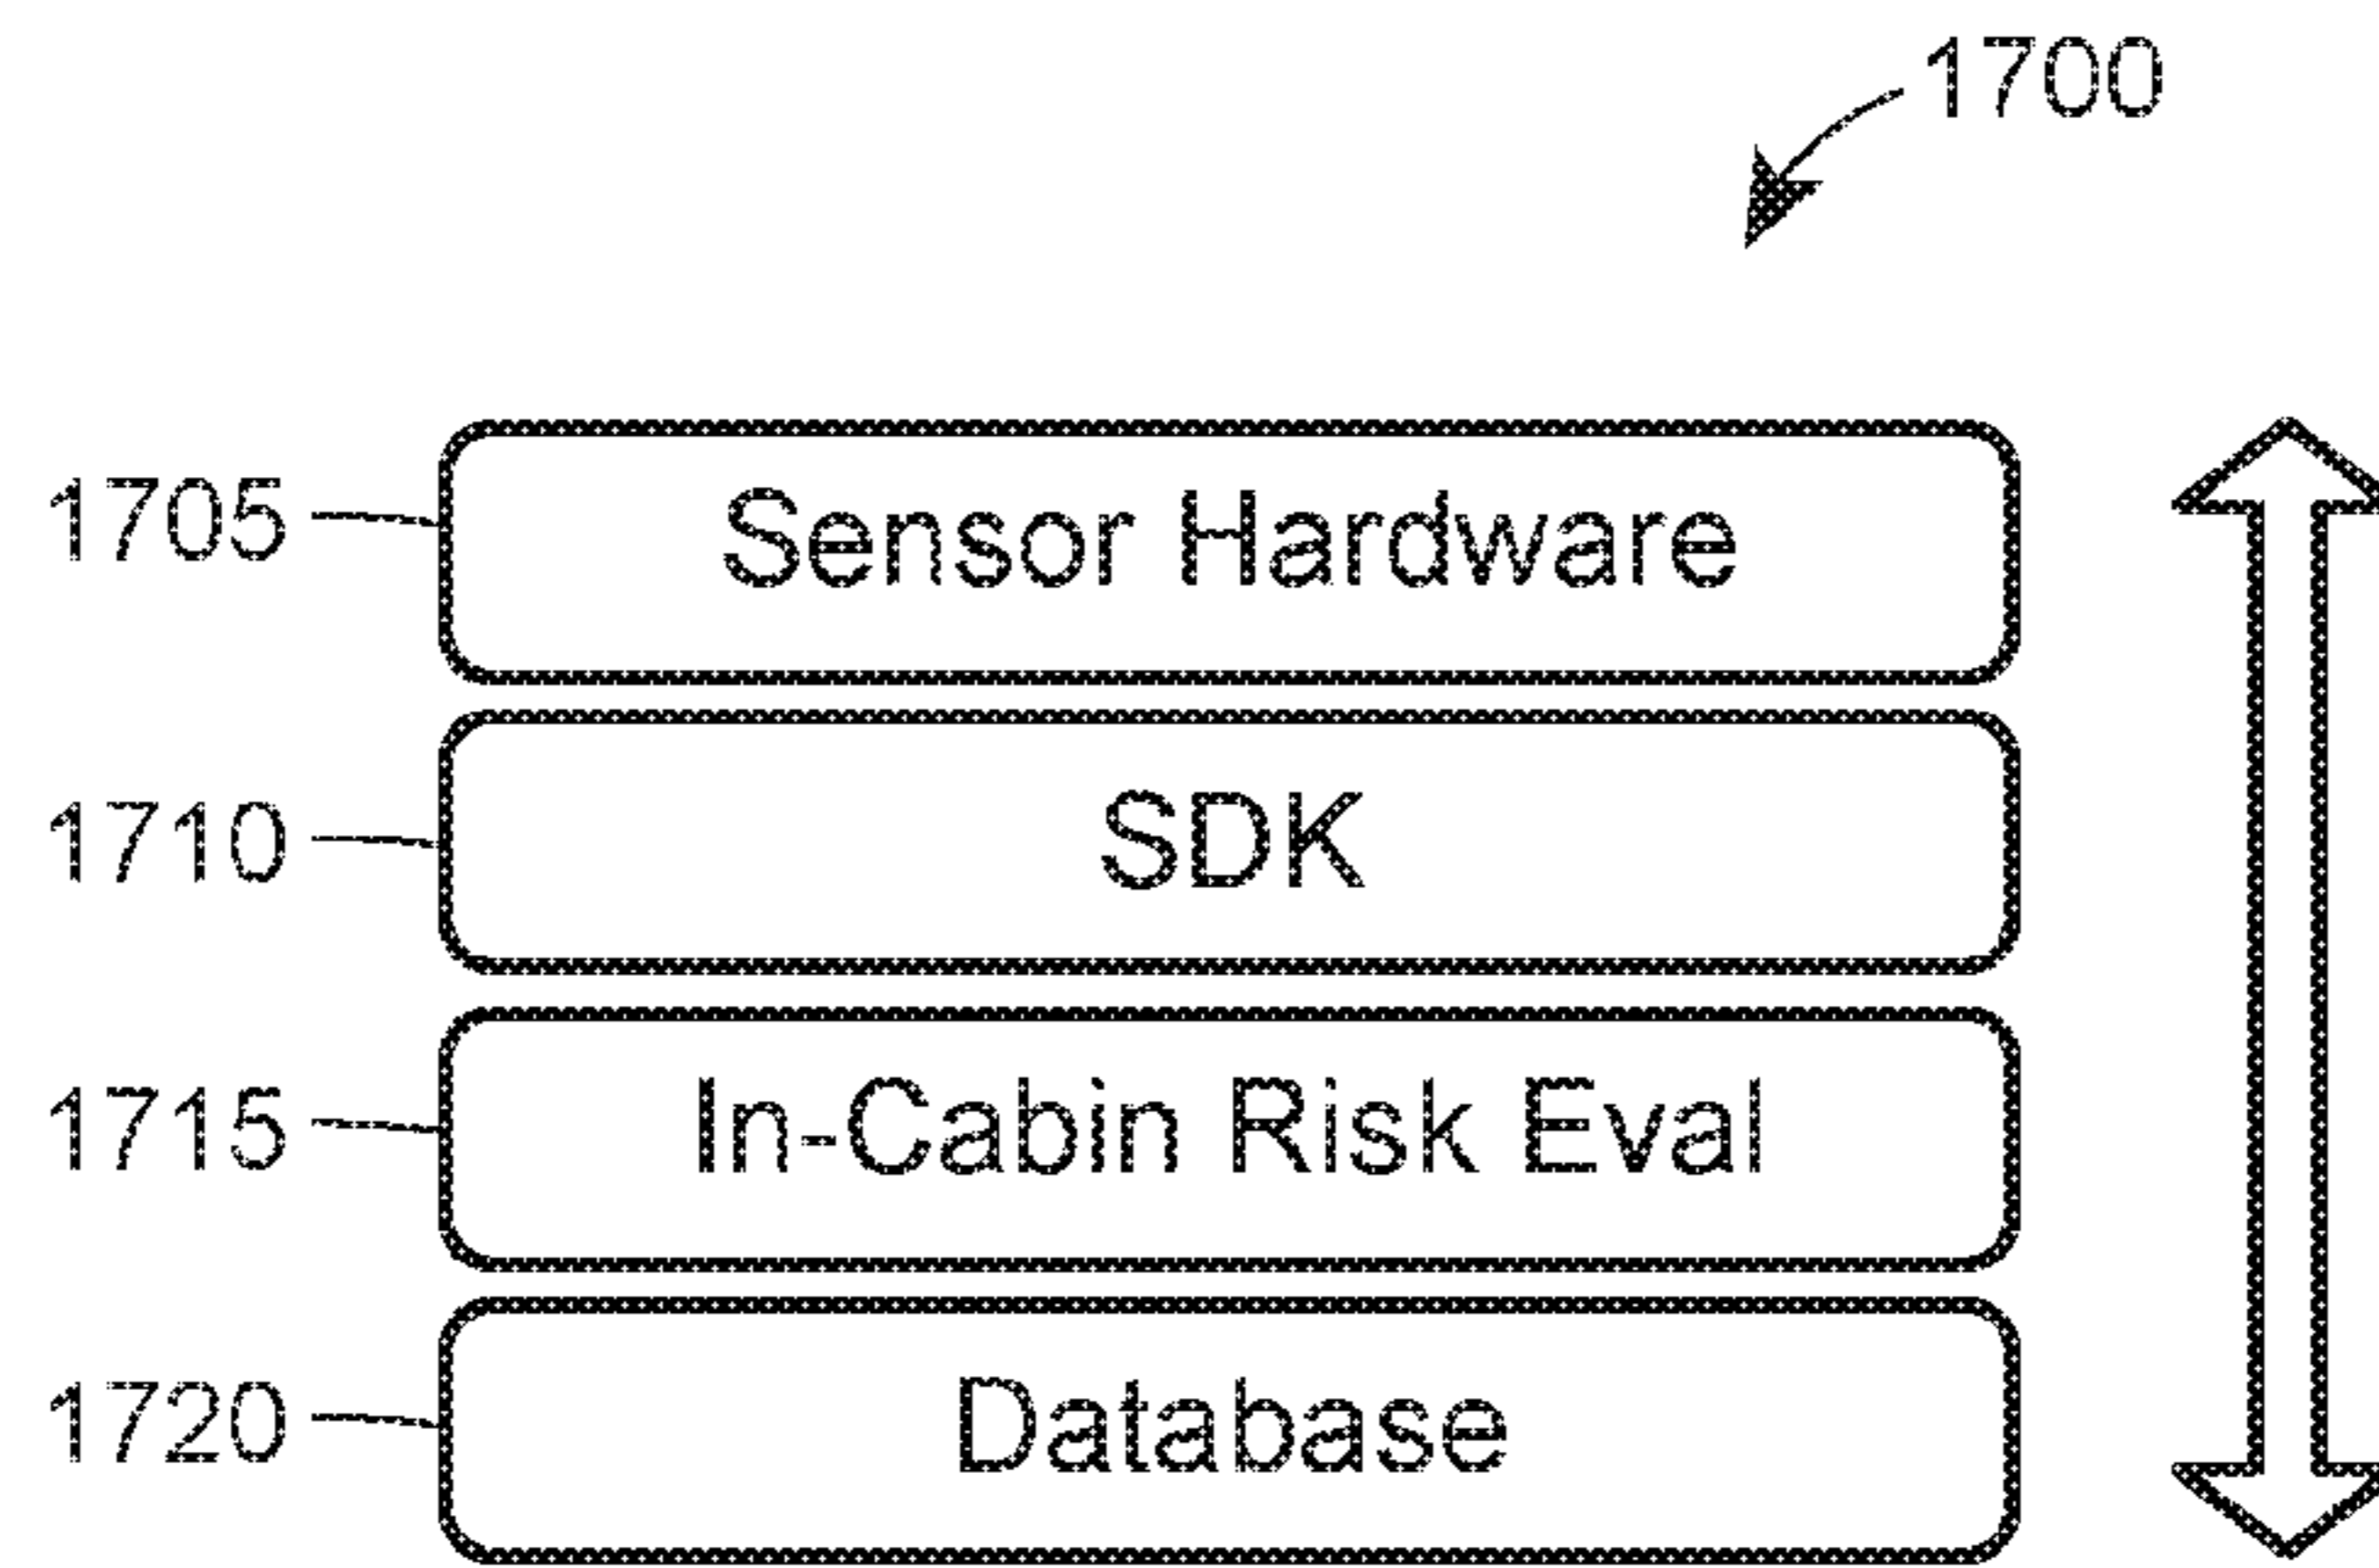 1700
1705 Sensor Hardware
1710 SDK
1715 In-Cabin Risk Eval
1720 Database